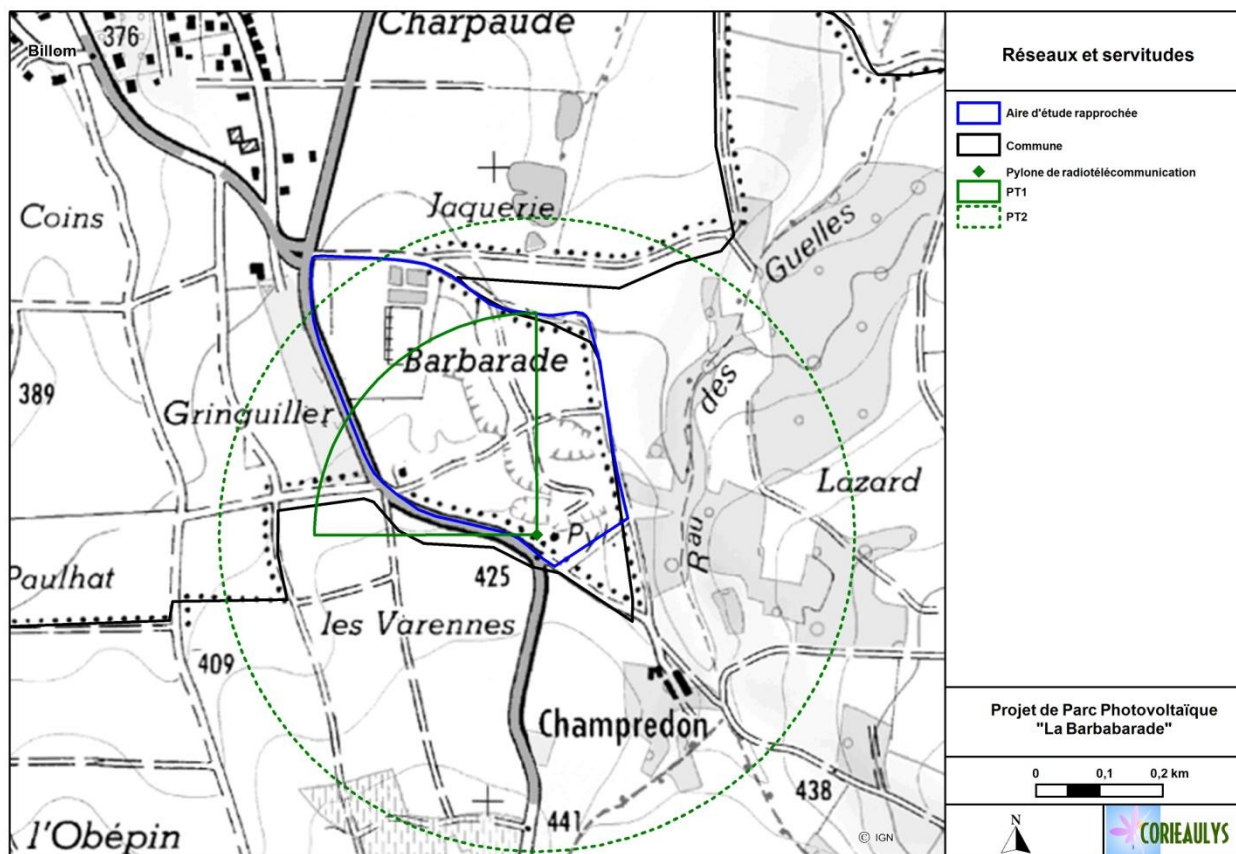 Billom
376
Charpaude
Coins
Jaquerie
Guelles
des
Rau
Barbarade
389
Gringuiller
Lazard
Pyl
Paulhat
425
les Varennes
409
Champredon
438
l'Obépin
441
© IGN
Réseaux et servitudes
Aire d'étude rapprochée
Commune
Pylone de radiotélécommunication
PT1
PT2
Projet de Parc Photovoltaïque
"La Barbabarade"
0 0,1 0,2 km
N
CORIEAULYS